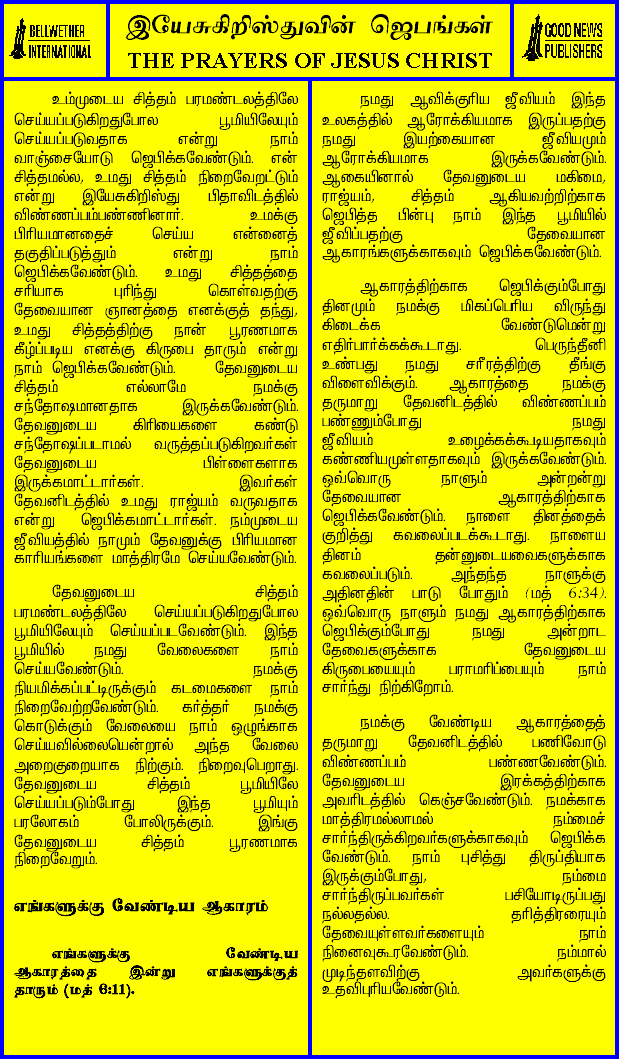 BELLWETHER
INTERNATIONAL
இயேசுகிறிஸ்துவின் ஜெபங்கள்
THE PRAYERS OF JESUS CHRIST
GOOD NEWS
PUBLISHERS
உம்முடைய சித்தம் பரமண்டலத்திலே
செய்யப்படுகிறதுபோல பூமியிலேயும்
செய்யப்படுவதாக என்று நாம்
வாஞ்சையோடு ஜெபிக்கவேண்டும். என்
சித்தமல்ல, உமது சித்தம் நிறைவேறட்டும்
என்று இயேசுகிறிஸ்து பிதாவிடத்தில்
விண்ணப்பம்பண்ணினார். உமக்கு
பிரியமானதைச் செய்ய என்னைத்
தகுதிப்படுத்தும் என்று நாம்
ஜெபிக்கவேண்டும். உமது சித்தத்தை
சரியாக புரிந்து கொள்வதற்கு
தேவையான ஞானத்தை எனக்குத் தந்து,
உமது சித்தத்திற்கு நான் பூரணமாக
கீழ்ப்படிய எனக்கு கிருபை தாரும் என்று
நாம் ஜெபிக்கவேண்டும். தேவனுடைய
சித்தம் எல்லாமே நமக்கு
சந்தோஷமானதாக இருக்கவேண்டும்.
தேவனுடைய கிரியைகளை கண்டு
சந்தோஷப்படாமல் வருத்தப்படுகிறவர்கள்
தேவனுடைய பிள்ளைகளாக
இருக்கமாட்டார்கள். இவர்கள்
தேவனிடத்தில் உமது ராஜ்யம் வருவதாக
என்று ஜெபிக்கமாட்டார்கள். நம்முடைய
ஜீவியத்தில் நாமும் தேவனுக்கு பிரியமான
காரியங்களை மாத்திரமே செய்யவேண்டும்.
தேவனுடைய சித்தம்
பரமண்டலத்திலே செய்யப்படுகிறதுபோல
பூமியிலேயும் செய்யப்படவேண்டும். இந்த
பூமியில் நமது வேலைகளை நாம்
செய்யவேண்டும். நமக்கு
நியமிக்கப்பட்டிருக்கும் கடமைகளை நாம்
நிறைவேற்றவேண்டும். கர்த்தர் நமக்கு
கொடுக்கும் வேலையை நாம் ஒழுங்காக
செய்யவில்லையென்றால் அந்த வேலை
அறைகுறையாக நிற்கும். நிறைவுபெறாது.
தேவனுடைய சித்தம் பூமியிலே
செய்யப்படும்போது இந்த பூமியும்
பரலோகம் போலிருக்கும். இங்கு
தேவனுடைய சித்தம் பூரணமாக
நிறைவேறும்.
எங்களுக்கு வேண்டிய ஆகாரம்
எங்களுக்கு வேண்டிய
ஆகாரத்தை இன்று எங்களுக்குத்
தாரும் (மத் 6:11).
நமது ஆவிக்குரிய ஜீவியம் இந்த
உலகத்தில் ஆரோக்கியமாக இருப்பதற்கு
நமது இயற்கையான ஜீவியமும்
ஆரோக்கியமாக இருக்கவேண்டும்.
ஆகையினால் தேவனுடைய மகிமை,
ராஜ்யம், சித்தம் ஆகியவற்றிற்காக
ஜெபித்த பின்பு நாம் இந்த பூமியில்
ஜீவிப்பதற்கு தேவையான
ஆகாரங்களுக்காகவும் ஜெபிக்கவேண்டும்.
ஆகாரத்திற்காக ஜெபிக்கும்போது
தினமும் நமக்கு மிகப்பெரிய விருந்து
கிடைக்க வேண்டுமென்று
எதிர்பார்க்கக்கூடாது. பெருந்தீனி
உண்பது நமது சரீரத்திற்கு தீங்கு
விளைவிக்கும். ஆகாரத்தை நமக்கு
தருமாறு தேவனிடத்தில் விண்ணப்பம்
பண்ணும்போது நமது
ஜீவியம் உழைக்கக்கூடியதாகவும்
கண்ணியமுள்ளதாகவும் இருக்கவேண்டும்.
ஒவ்வொரு நாளும் அன்றன்று
தேவையான ஆகாரத்திற்காக
ஜெபிக்கவேண்டும். நாளை தினத்தைக்
குறித்து கவலைப்படக்கூடாது. நாளைய
தினம் தன்னுடையவைகளுக்காக
கவலைப்படும். அந்தந்த நாளுக்கு
அதினதின் பாடு போதும் (மத் 6:34).
ஒவ்வொரு நாளும் நமது ஆகாரத்திற்காக
ஜெபிக்கும்போது நமது அன்றாட
தேவைகளுக்காக தேவனுடைய
கிருபையையும் பராமரிப்பையும் நாம்
சார்ந்து நிற்கிறோம்.
நமக்கு வேண்டிய ஆகாரத்தைத்
தருமாறு தேவனிடத்தில் பணிவோடு
விண்ணப்பம் பண்ணவேண்டும்.
தேவனுடைய இரக்கத்திற்காக
அவரிடத்தில் கெஞ்சவேண்டும். நமக்காக
மாத்திரமல்லாமல் நம்மைச்
சார்ந்திருக்கிறவர்களுக்காகவும் ஜெபிக்க
வேண்டும். நாம் புசித்து திருப்தியாக
இருக்கும்போது, நம்மை
சார்ந்திருப்பவர்கள் பசியோடிருப்பது
நல்லதல்ல. தரித்திரரையும்
தேவையுள்ளவர்களையும் நாம்
நினைவுகூரவேண்டும். நம்மால்
முடிந்தளவிற்கு அவர்களுக்கு
உதவிபுரியவேண்டும்.